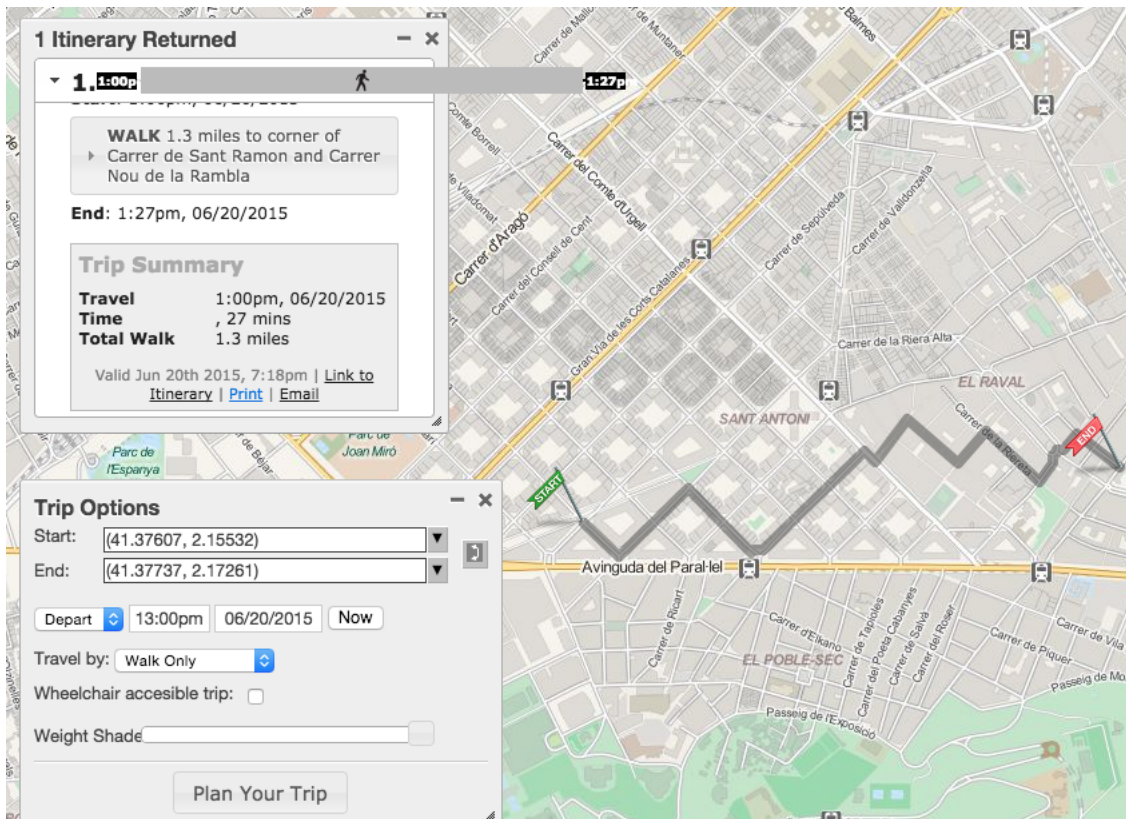 1 Itinerary Returned
1.
1:00p
1:27pm
WALK 1.3 miles to corner of
Carrer de Sant Ramon and Carrer
Nou de la Rambla
End: 1:27pm, 06/20/2015
Trip Summary
Travel 1:00pm, 06/20/2015
Time , 27 mins
Total Walk 1.3 miles
Valid Jun 20th 2015, 7:18pm | Link to
Itinerary | Print | Email
Trip Options
Start: (41.37607, 2.15532)
End: (41.37737, 2.17261)
Depart 13:00pm 06/20/2015 Now
Travel by: Walk Only
Wheelchair accesible trip:
Weight Shade
Plan Your Trip
Balmes
Carrer de Muntaner
Comte Borrell
Carrer del Comte d'Urgell
Viladomat
Carrer d'Aragó
Carrer del Consell de Cent
Gran Via de les Corts Catalanes
Carrer de Sepúlveda
Carrer de Valldonzella
Carrer de la Riera Alta
EL RAVAL
SANT ANTONI
Carrer de la Riereta
START
END
Parc de
Joan Miró
Parc de
l'Espanya
Carrer de Béjar
Avinguda del Paral·lel
Carrer de Ricart
Carrer d'Elkano
Carrer de Tapioles
Carrer del Poeta Cabanyes
Carrer de Salvà
Carrer del Roser
Carrer de Vila
Carrer de Piquer
EL POBLE-SEC
Passeig de Mo
Passeig de l'Exposició